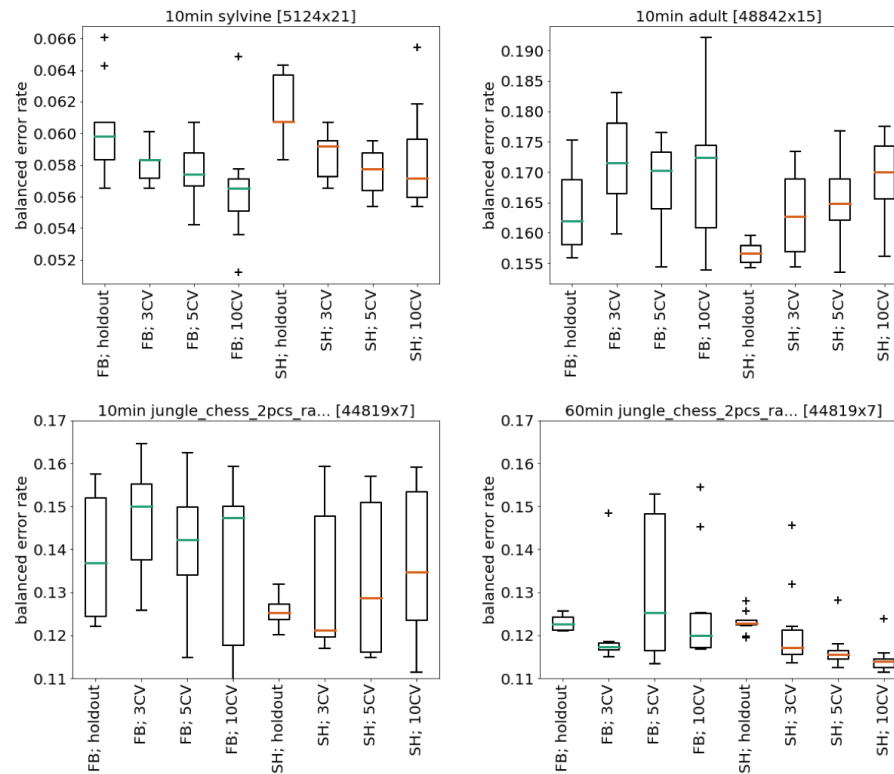 10min sylvine [5124x21]
balanced error rate
0.066
0.064
0.062
0.060
0.058
0.056
0.054
0.052
FB; holdout
FB; 3CV
FB; 5CV
FB; 10CV
SH; holdout
SH; 3CV
SH; 5CV
SH; 10CV
10min adult [48842x15]
balanced error rate
0.190
0.185
0.180
0.175
0.170
0.165
0.160
0.155
FB; holdout
FB; 3CV
FB; 5CV
FB; 10CV
SH; holdout
SH; 3CV
SH; 5CV
SH; 10CV
10min jungle_chess_2pcs_ra... [44819x7]
balanced error rate
0.17
0.16
0.15
0.14
0.13
0.12
0.11
FB; holdout
FB; 3CV
FB; 5CV
FB; 10CV
SH; holdout
SH; 3CV
SH; 5CV
SH; 10CV
60min jungle_chess_2pcs_ra... [44819x7]
balanced error rate
0.17
0.16
0.15
0.14
0.13
0.12
0.11
FB; holdout
FB; 3CV
FB; 5CV
FB; 10CV
SH; holdout
SH; 3CV
SH; 5CV
SH; 10CV